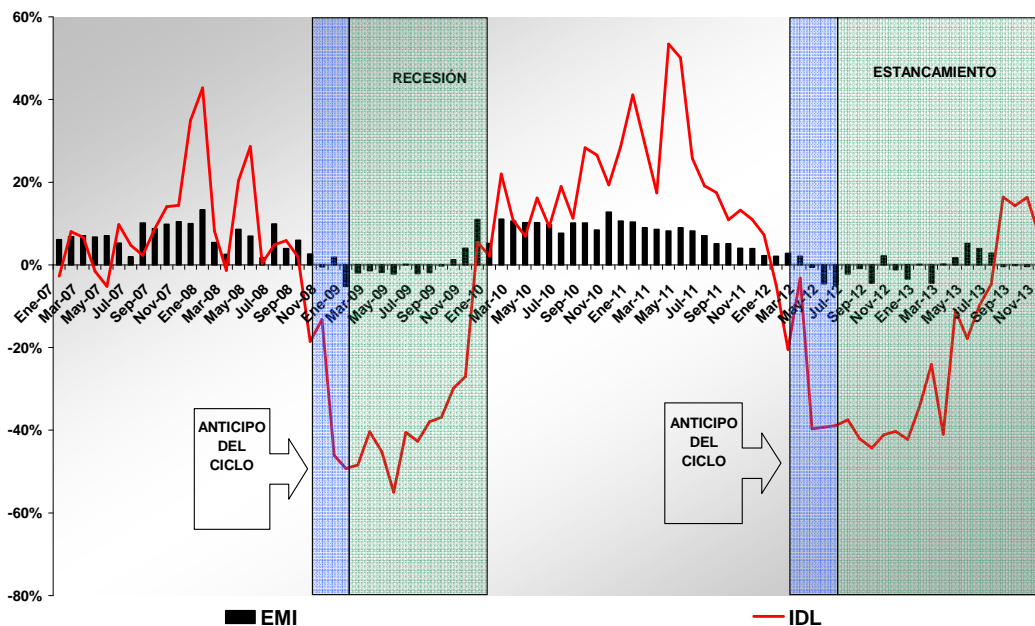 60%
40%
20%
0%
-20%
-40%
-60%
-80%
RECESIÓN
ESTANCAMIENTO
ANTICIPO
DEL
CICLO
ANTICIPO
DEL
CICLO
Ene-07
Mar-07
May-07
Jul-07
Sep-07
Nov-07
Ene-08
Mar-08
May-08
Jul-08
Sep-08
Nov-08
Ene-09
Mar-09
May-09
Jul-09
Sep-09
Nov-09
Ene-10
Mar-10
May-10
Jul-10
Sep-10
Nov-10
Ene-11
Mar-11
May-11
Jul-11
Sep-11
Nov-11
Ene-12
Mar-12
May-12
Jul-12
Sep-12
Nov-12
Ene-13
Mar-13
May-13
Jul-13
Sep-13
Nov-13
EMI
IDL